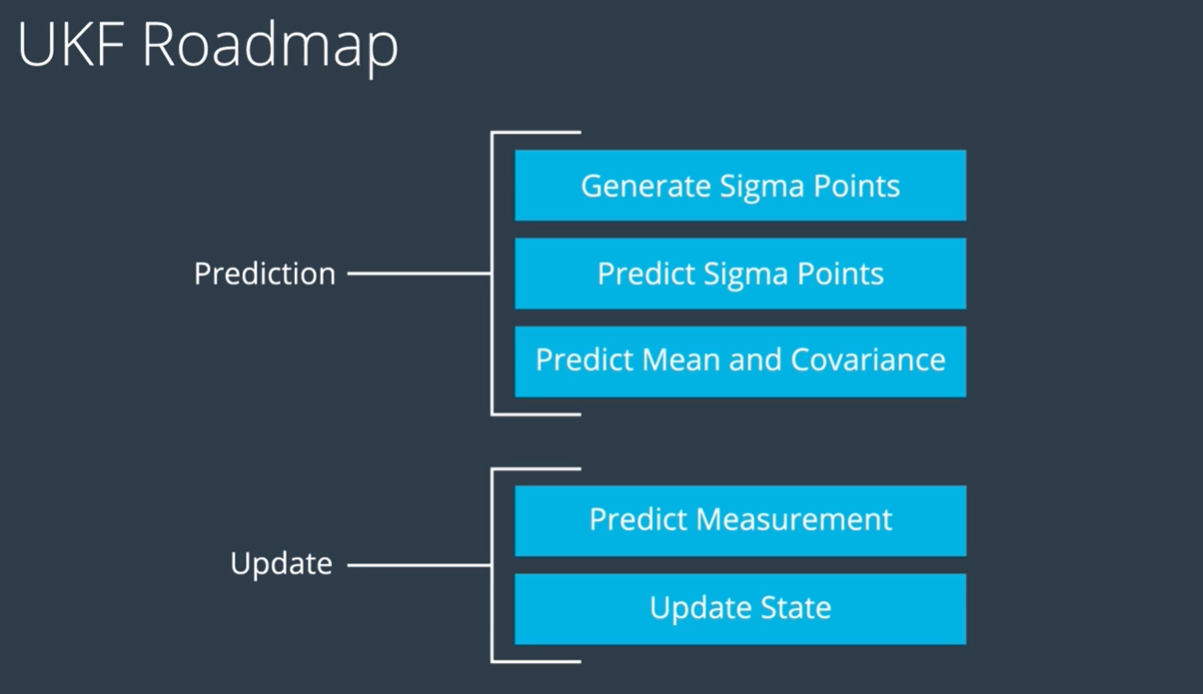 UKF Roadmap
Prediction
Generate Sigma Points
Predict Sigma Points
Predict Mean and Covariance
Update
Predict Measurement
Update State